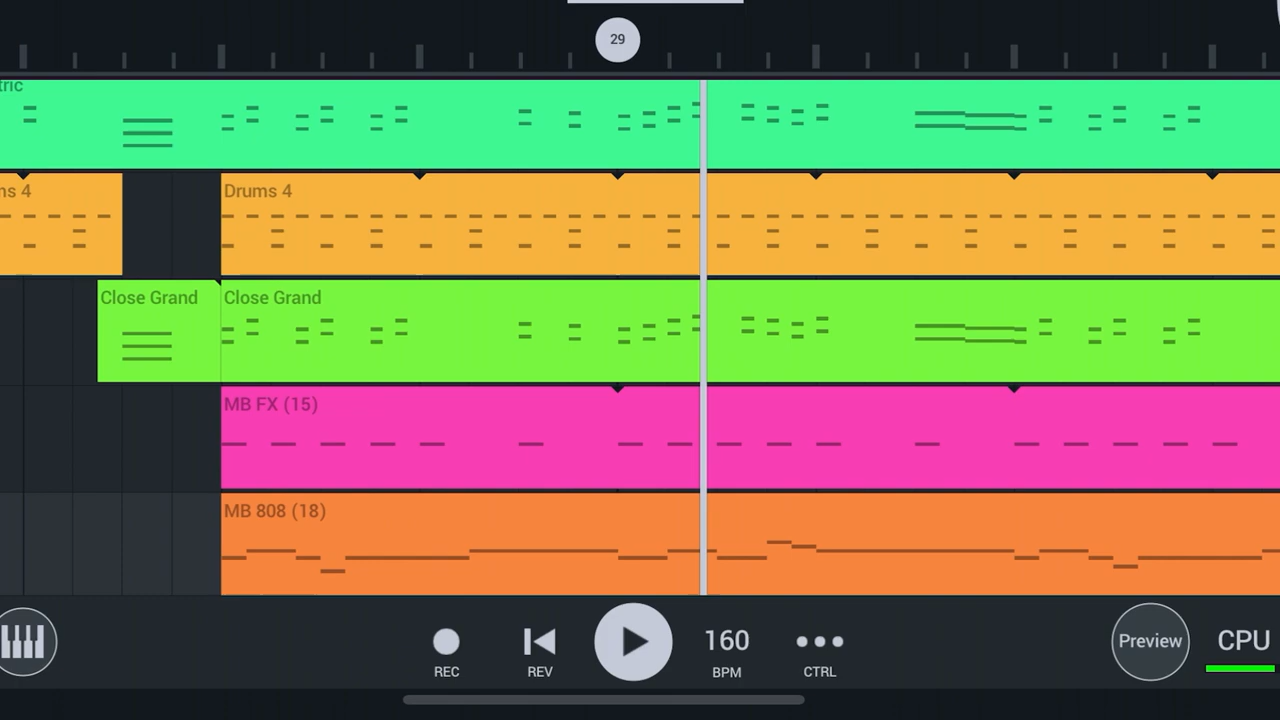 29
tric
ns 4
Drums 4
Close Grand
Close Grand
MB FX (15)
MB 808 (18)
160
Preview
CPU
REC
REV
BPM
CTRL